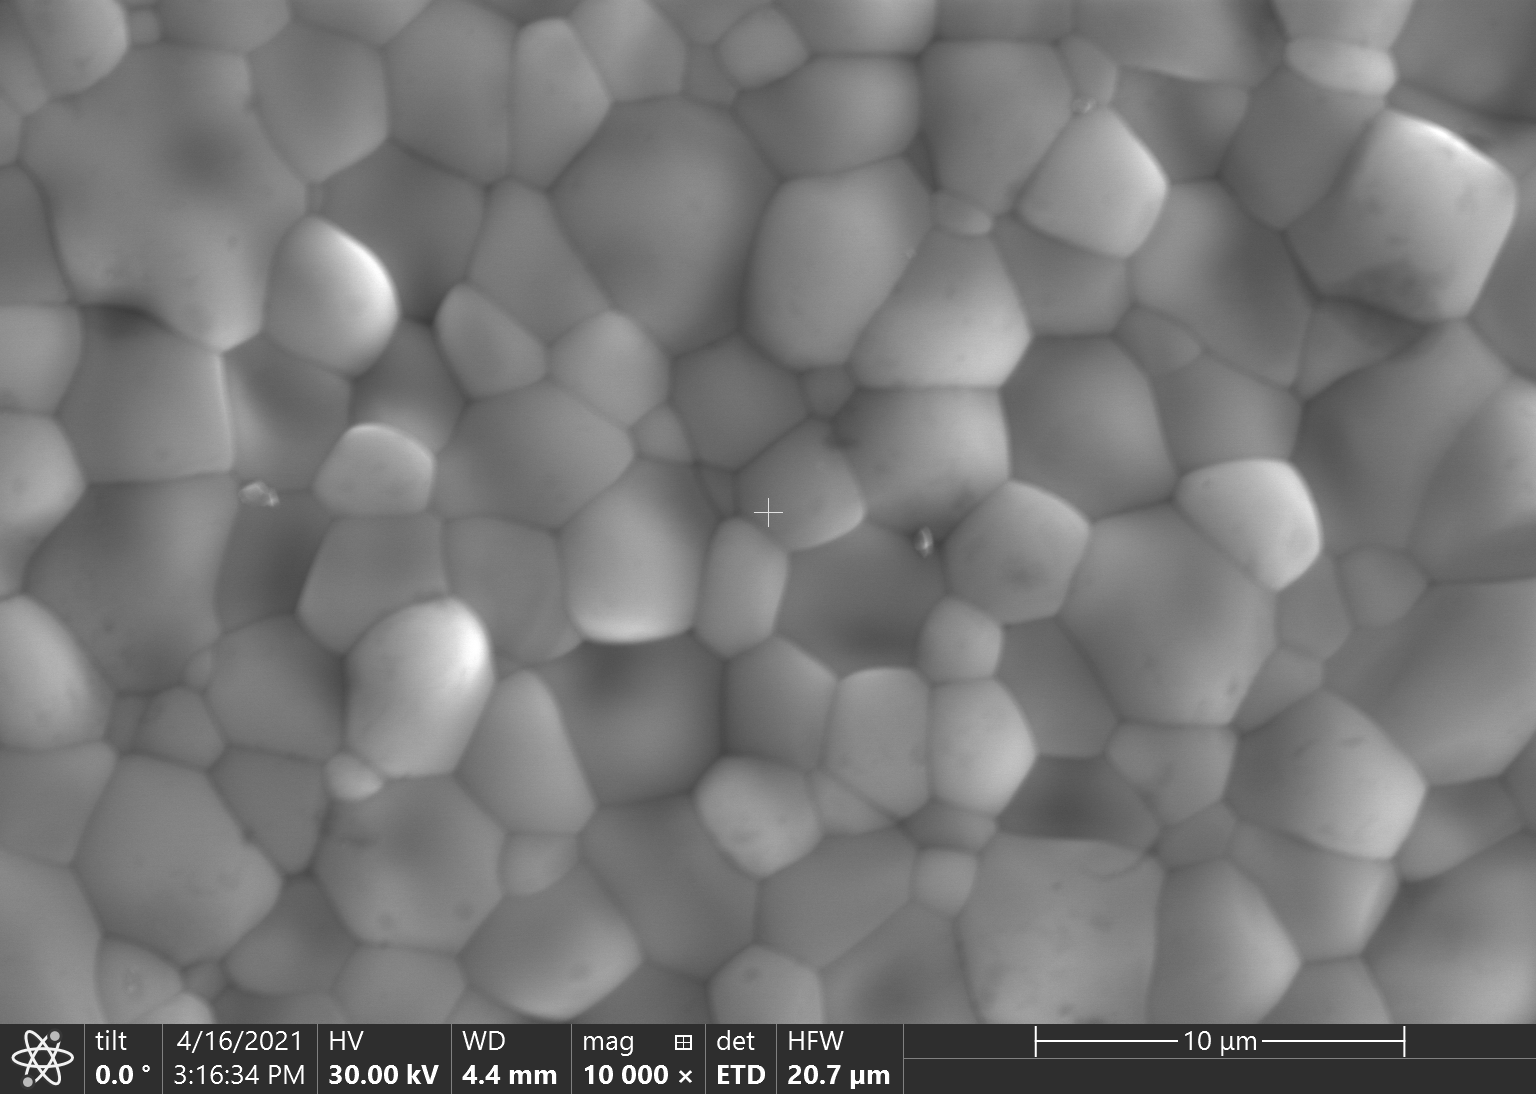 tilt 4/16/2021 HV WD mag det HFW
0.0 ° 3:16:34 PM 30.00 kV 4.4 mm 10 000 × ETD 20.7 µm
10 µm